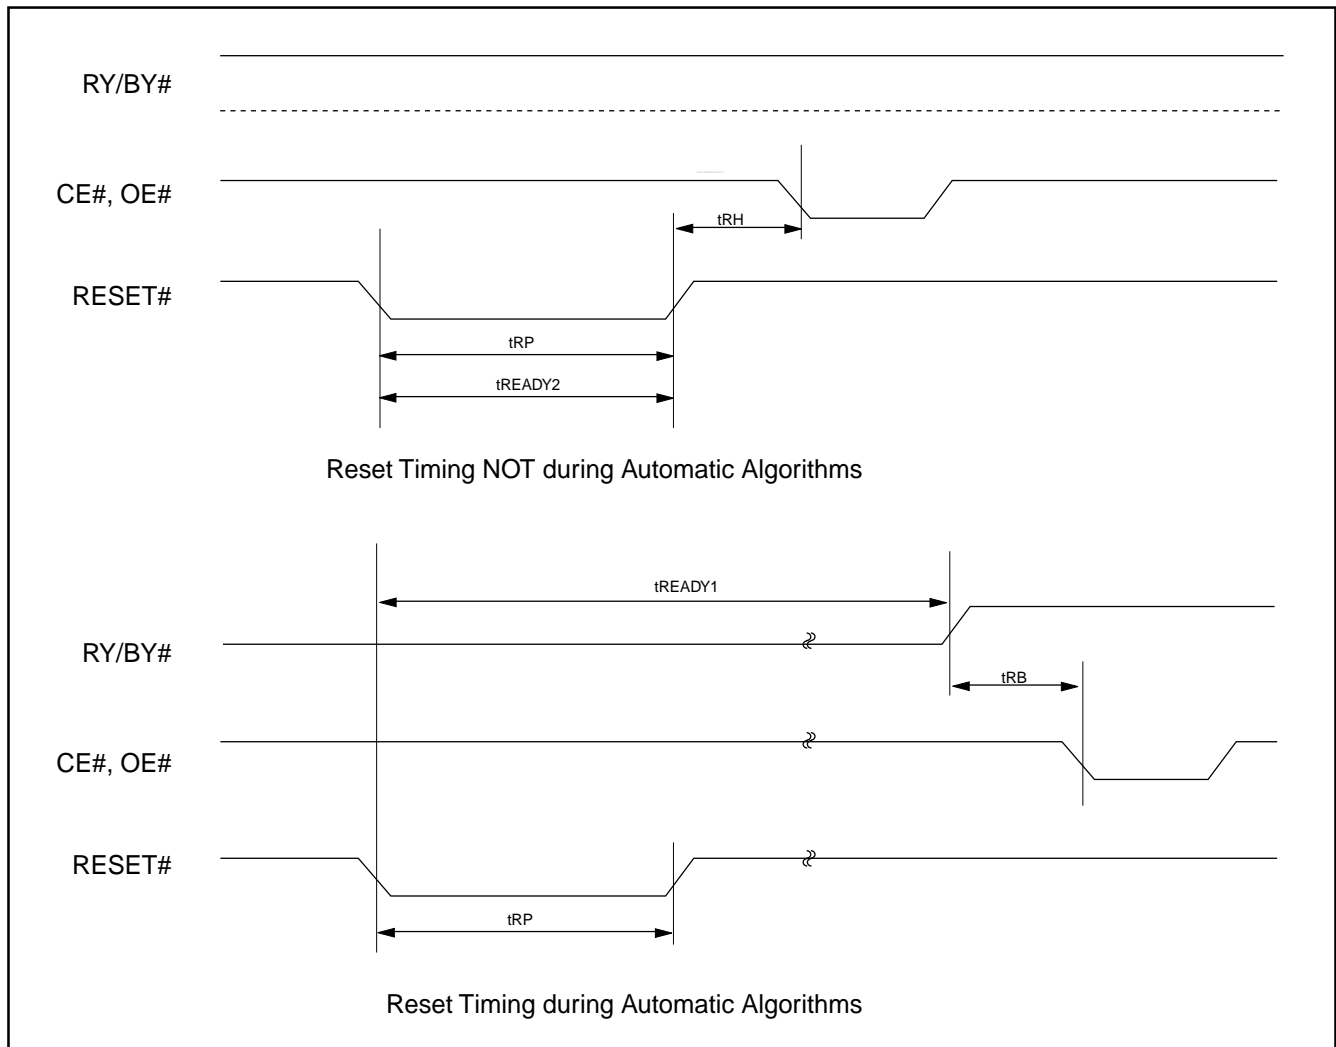 RY/BY#
CE#, OE#
tRH
RESET#
tRP
tREADY2
Reset Timing NOT during Automatic Algorithms
tREADY1
RY/BY#
tRB
CE#, OE#
RESET#
tRP
Reset Timing during Automatic Algorithms